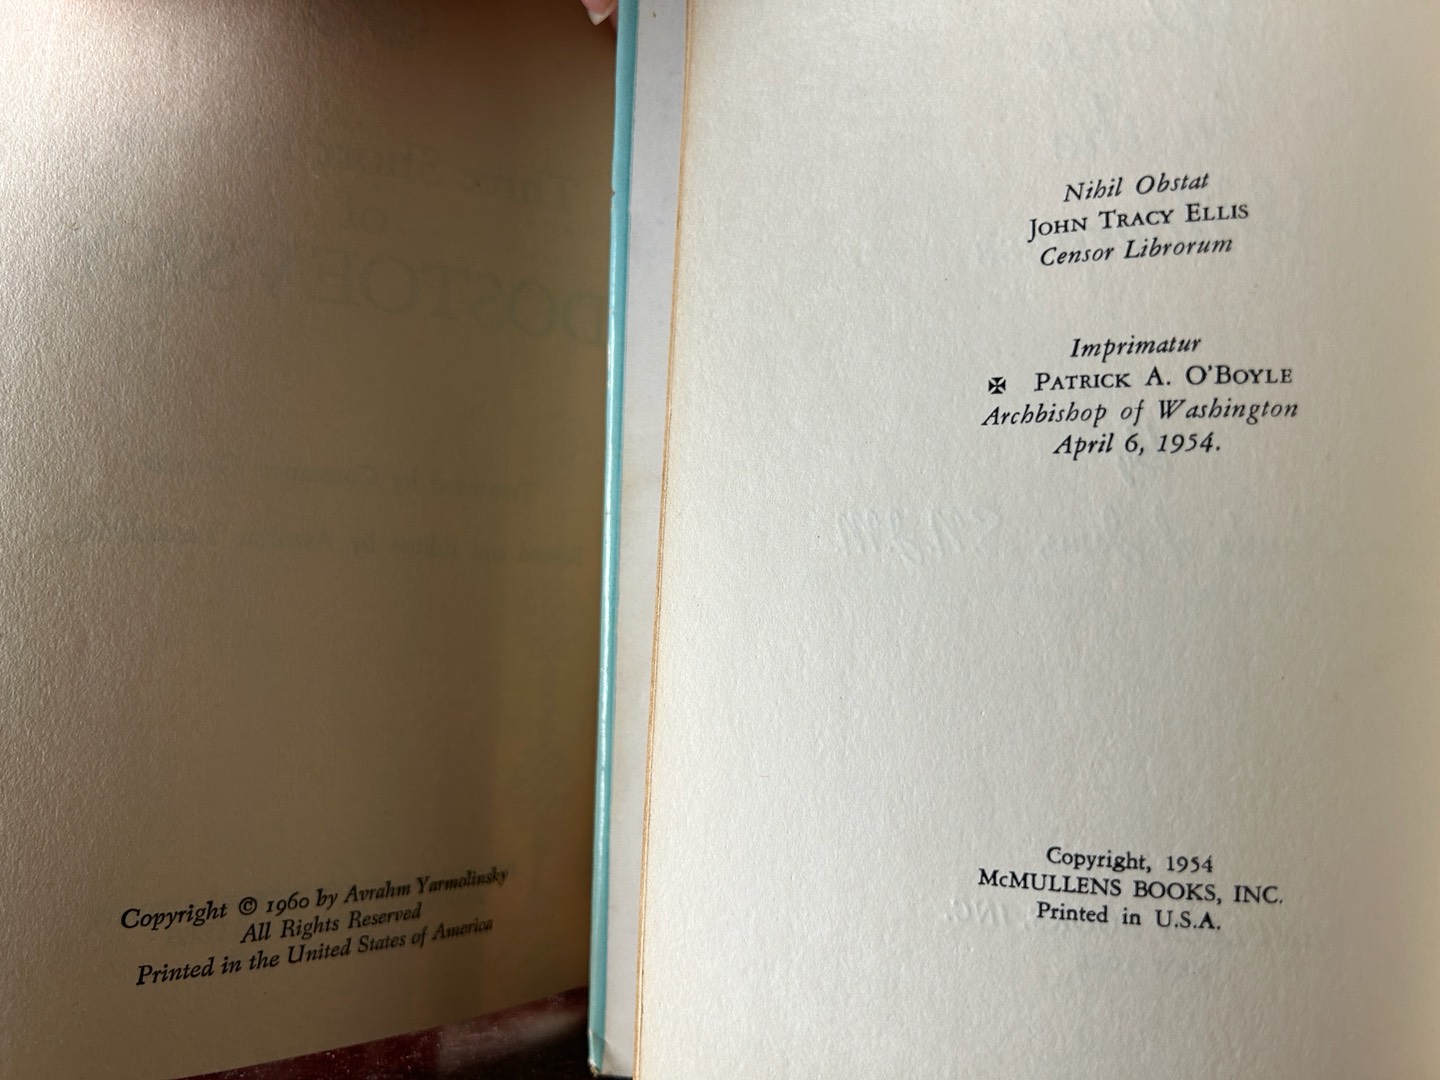 Copyright © 1960 by Avrahm Yarmolinsky
All Rights Reserved
Printed in the United States of America
Nihil Obstat
JOHN TRACY ELLIS
Censor Librorum
Imprimatur
✠ PATRICK A. O'BOYLE
Archbishop of Washington
April 6, 1954.
Copyright, 1954
McMULLENS BOOKS, INC.
Printed in U.S.A.